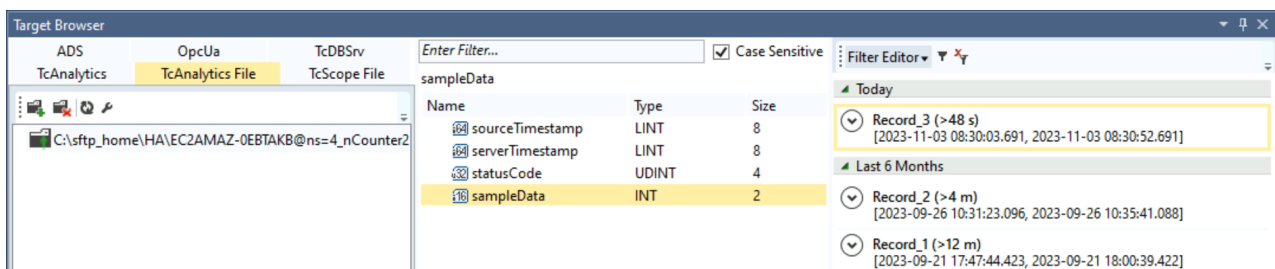 Target Browser
ADS OpcUa TcDBSrv
TcAnalytics TcAnalytics File TcScope File
C:\sftp_home\HA\EC2AMAZ-0EBTAKB@ns=4_nCounter2
Enter Filter... Case Sensitive
sampleData
Name Type Size
64 sourceTimestamp LINT 8
64 serverTimestamp LINT 8
32 statusCode UDINT 4
16 sampleData INT 2
Filter Editor
Today
Record_3 (>48 s)
[2023-11-03 08:30:03.691, 2023-11-03 08:30:52.691]
Last 6 Months
Record_2 (>4 m)
[2023-09-26 10:31:23.096, 2023-09-26 10:35:41.088]
Record_1 (>12 m)
[2023-09-21 17:47:44.423, 2023-09-21 18:00:39.422]